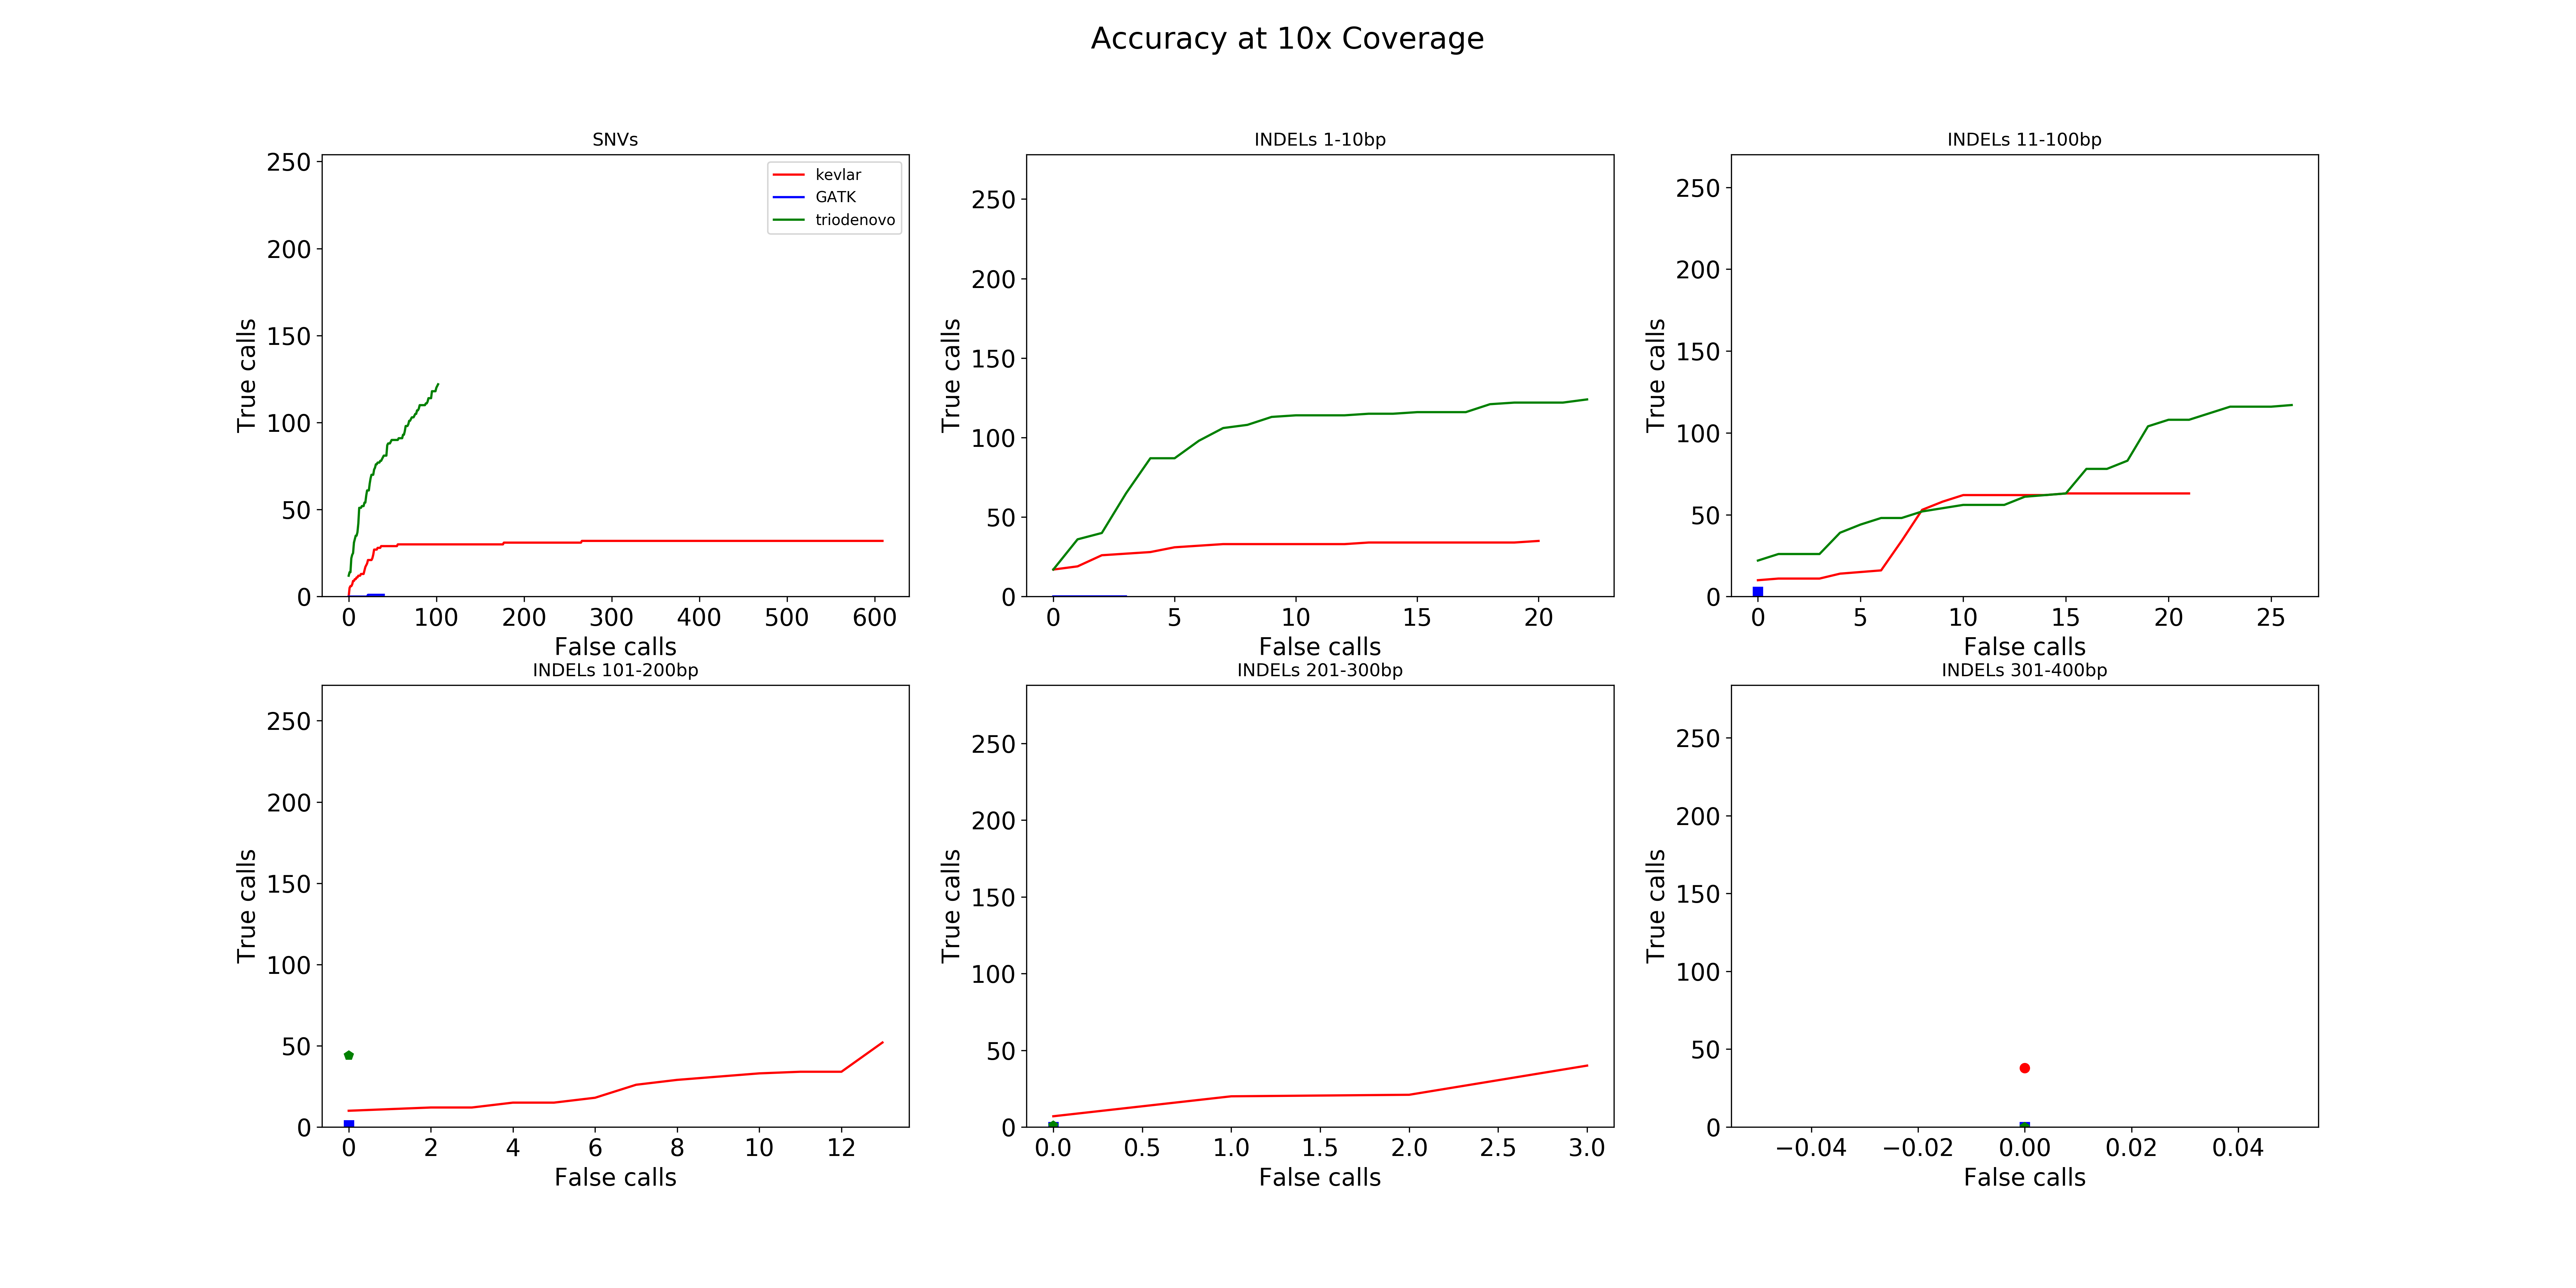 Accuracy at 10x Coverage
SNVs
250
200
150
100
50
0
True calls
kevlar
GATK
triodenovo
0 100 200 300 400 500 600
False calls
INDELs 1-10bp
250
200
150
100
50
0
True calls
0 5 10 15 20
False calls
INDELs 11-100bp
250
200
150
100
50
0
True calls
0 5 10 15 20 25
False calls
INDELs 101-200bp
250
200
150
100
50
0
True calls
0 2 4 6 8 10 12
False calls
INDELs 201-300bp
250
200
150
100
50
0
True calls
0.0 0.5 1.0 1.5 2.0 2.5 3.0
False calls
INDELs 301-400bp
250
200
150
100
50
0
True calls
−0.04 −0.02 0.00 0.02 0.04
False calls